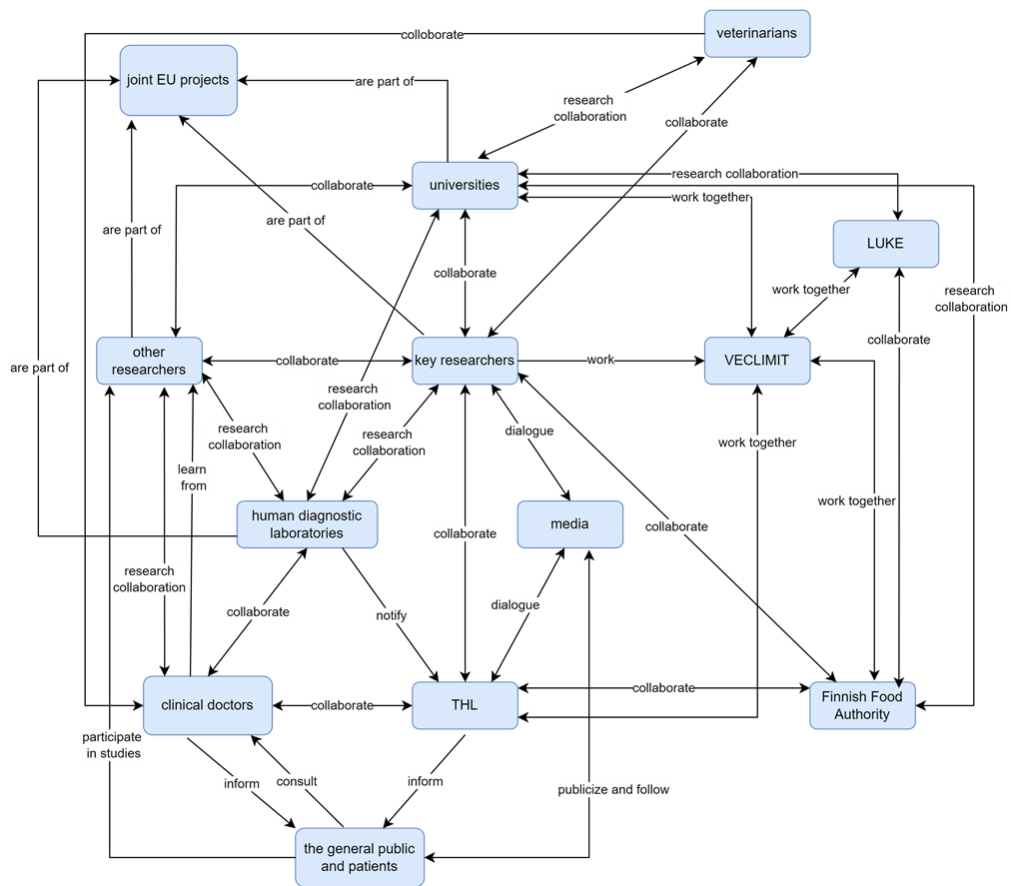 veterinarians
colloborate
joint EU projects
are part of
research
collaboration
collaborate
universities
research collaboration
collaborate
work together
are part of
are part of
LUKE
collaborate
work together
research
collaboration
other
researchers
collaborate
key researchers
work
VECLIMIT
collaborate
are part of
research
collaboration
research
collaboration
research
collaboration
dialogue
work together
learn
from
human diagnostic
laboratories
media
collaborate
collaborate
work together
research
collaboration
collaborate
notify
dialogue
clinical doctors
collaborate
THL
collaborate
Finnish Food
Authority
participate
in studies
inform
consult
inform
publicize and follow
the general public
and patients